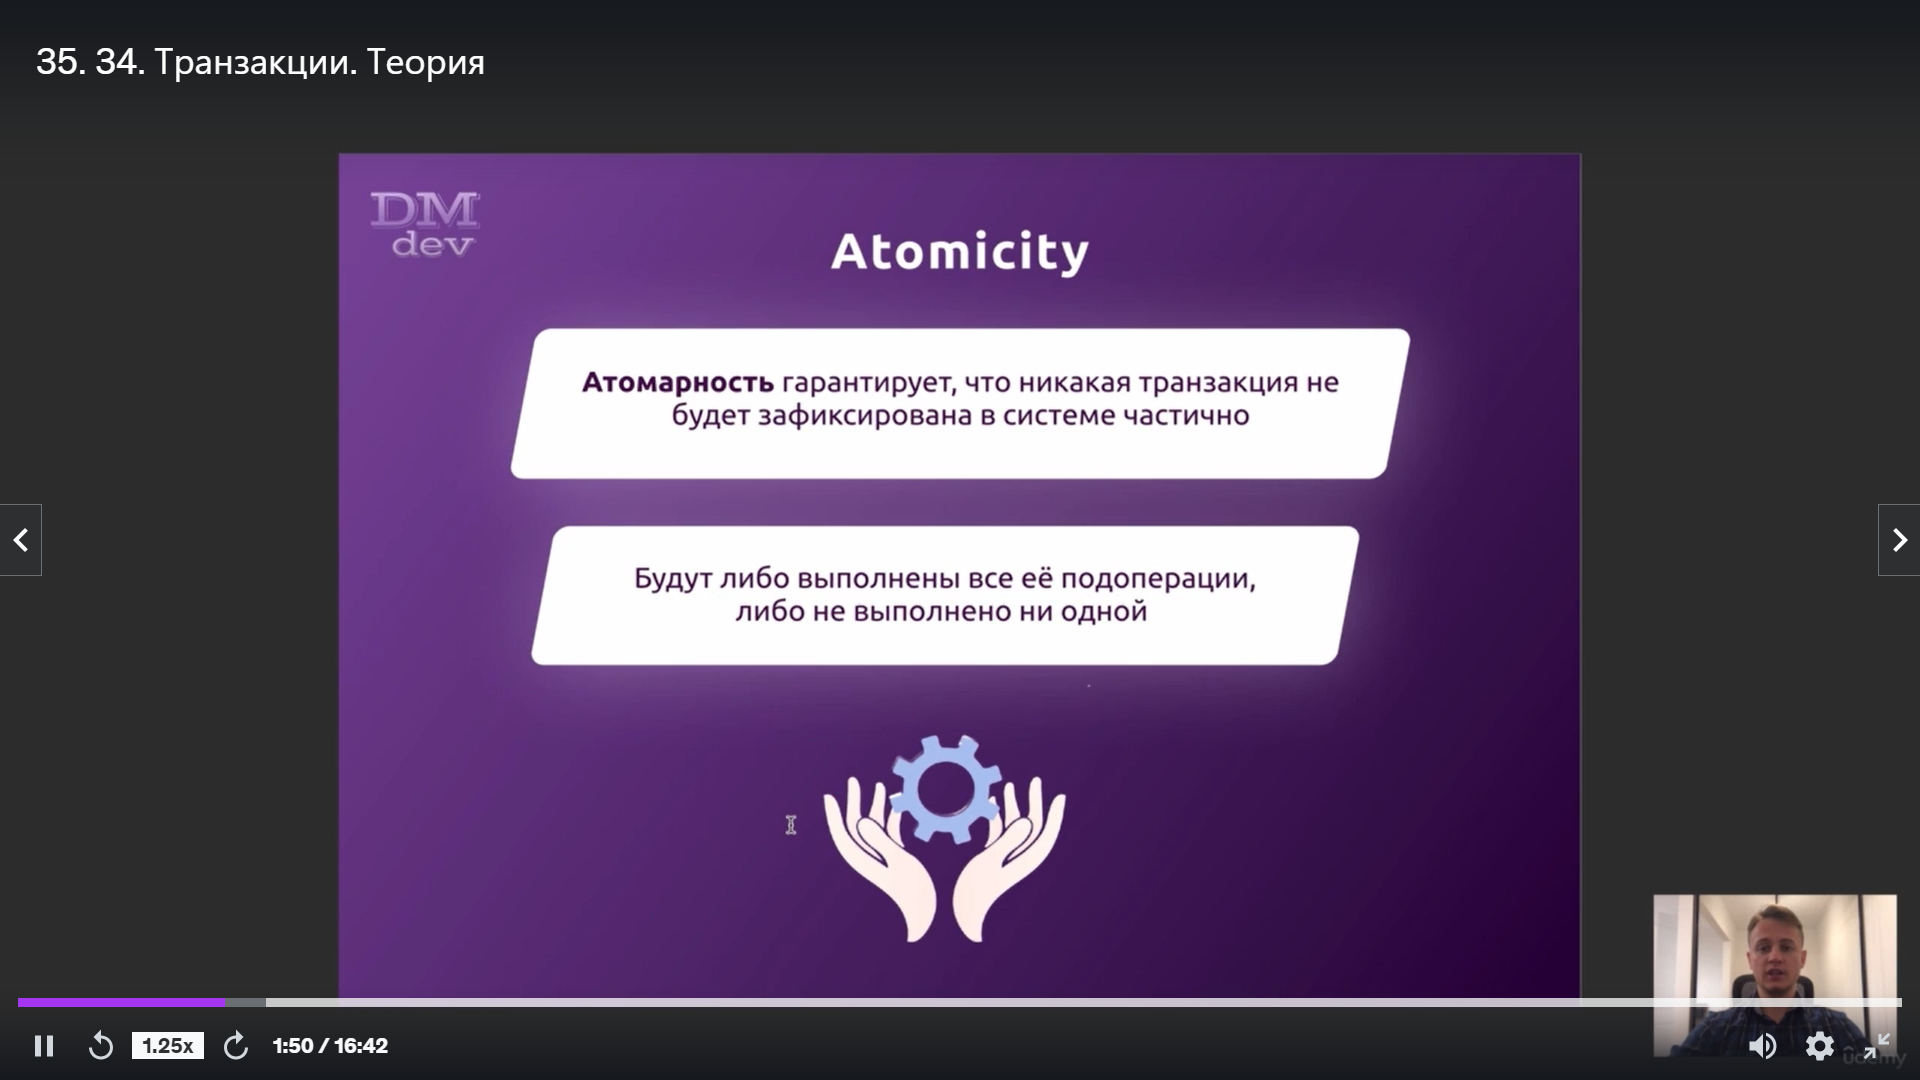 35. 34. Транзакции. Теория
DM
dev
Atomicity
Атомарность гарантирует, что никакая транзакция не
будет зафиксирована в системе частично
Будут либо выполнены все её подоперации,
либо не выполнено ни одной
1.25x
1:50 / 16:42
ûdemy